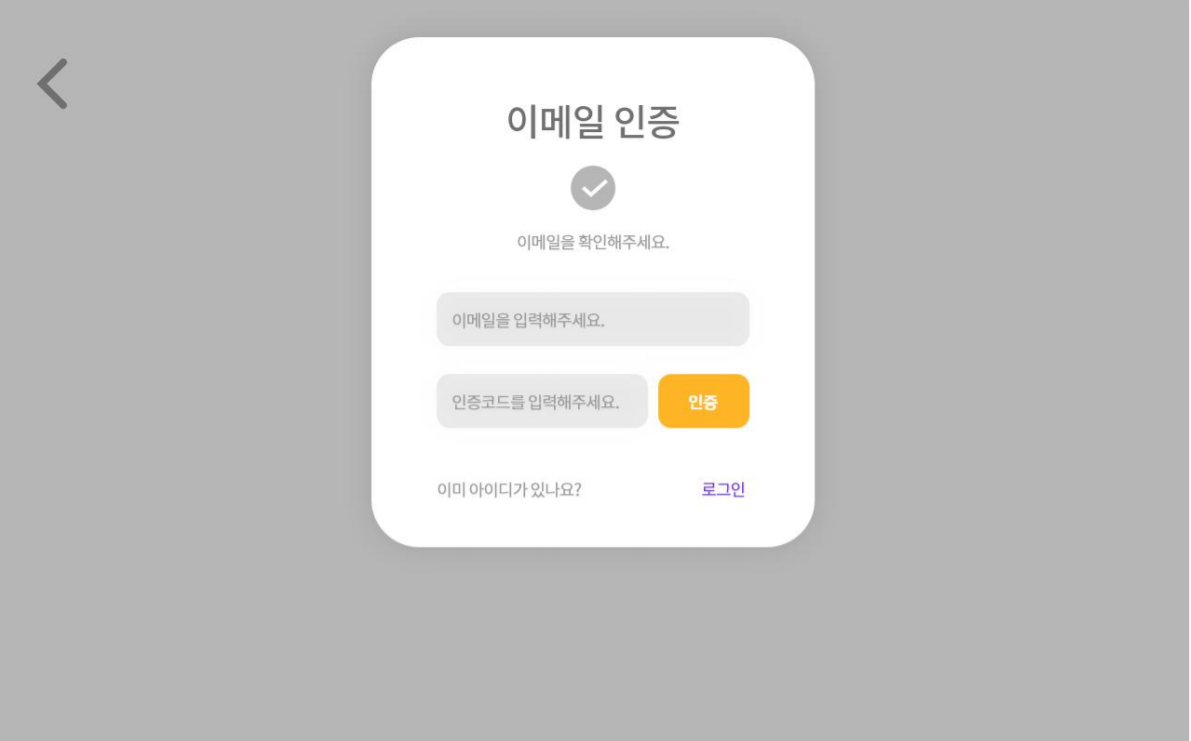 이메일 인증
이메일을 확인해주세요.
이메일을 입력해주세요.
인증코드를 입력해주세요. 인증
이미 아이디가 있나요? 로그인